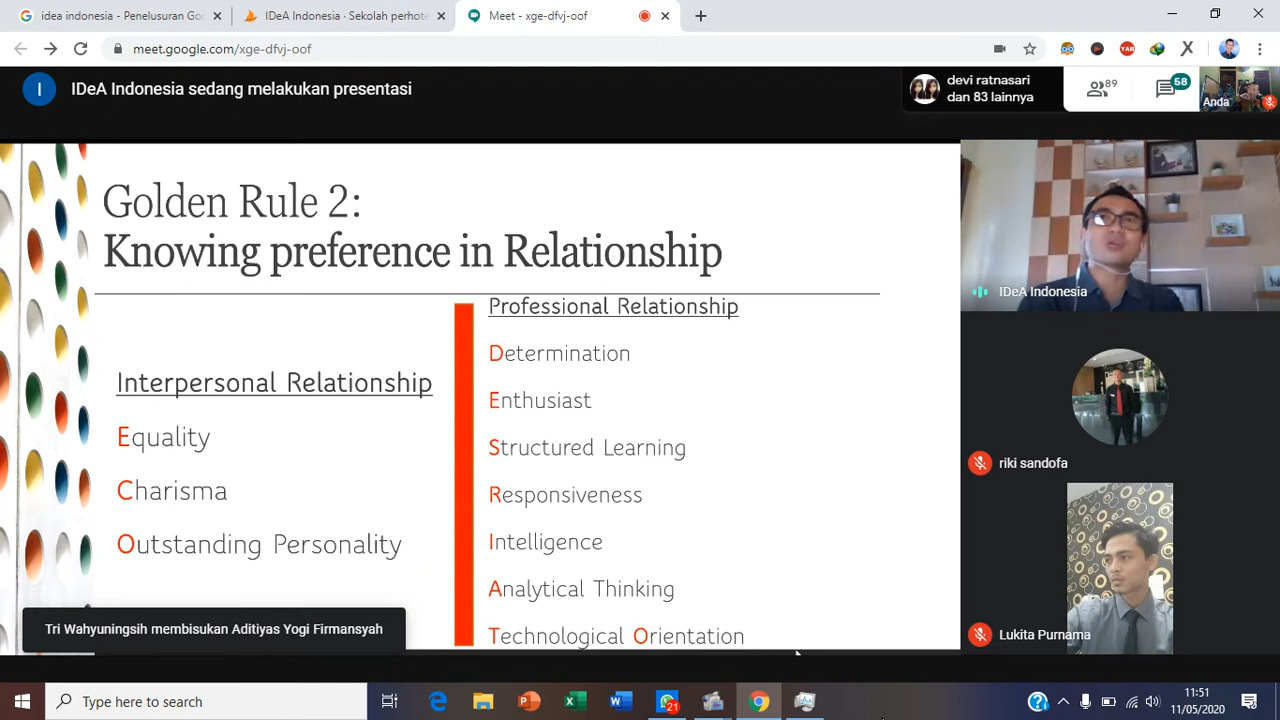 idea indonesia - Penelusuran Goo
IDeA Indonesia · Sekolah perhote
Meet - xge-dfvj-oof
meet.google.com/xge-dfvj-oof
YAB
X
I
IDeA Indonesia sedang melakukan presentasi
devi ratnasari
dan 83 lainnya
89
58
Anda
Golden Rule 2:
Knowing preference in Relationship
Interpersonal Relationship
Equality
Charisma
Outstanding Personality
Professional Relationship
Determination
Enthusiast
Structured Learning
Responsiveness
Intelligence
Analytical Thinking
Technological Orientation
IDeA Indonesia
riki sandofa
Lukita Purnama
Tri Wahyuningsih membisukan Aditiyas Yogi Firmansyah
Type here to search
21
11:51
11/05/2020